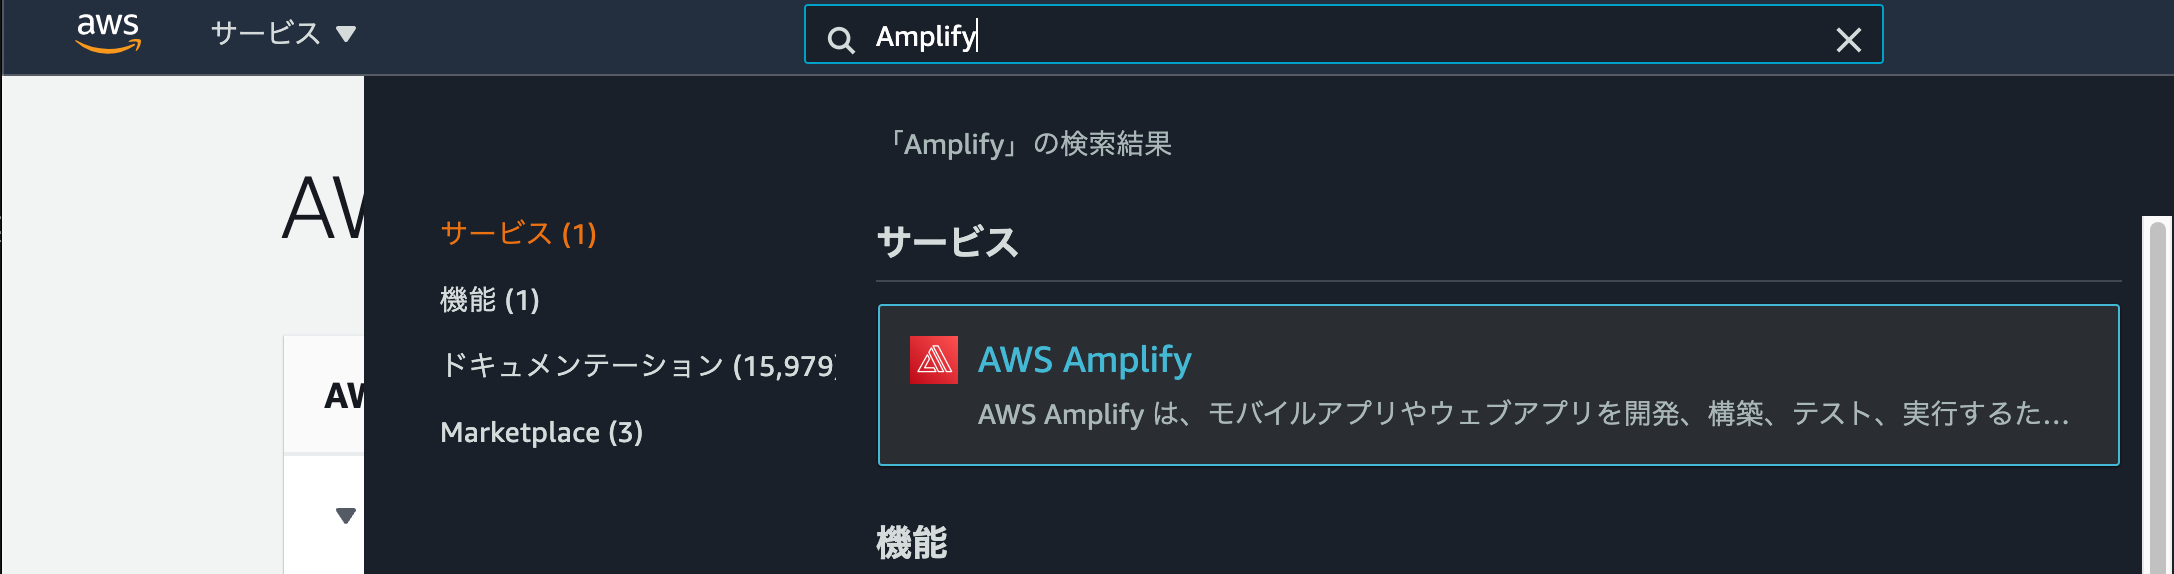 aws
サービス ▼
Amplify
「Amplify」の検索結果
サービス (1)
機能 (1)
ドキュメンテーション (15,979)
Marketplace (3)
サービス
AWS Amplify
AWS Amplify は、モバイルアプリやウェブアプリを開発、構築、テスト、実行するた...
機能
AW
AW